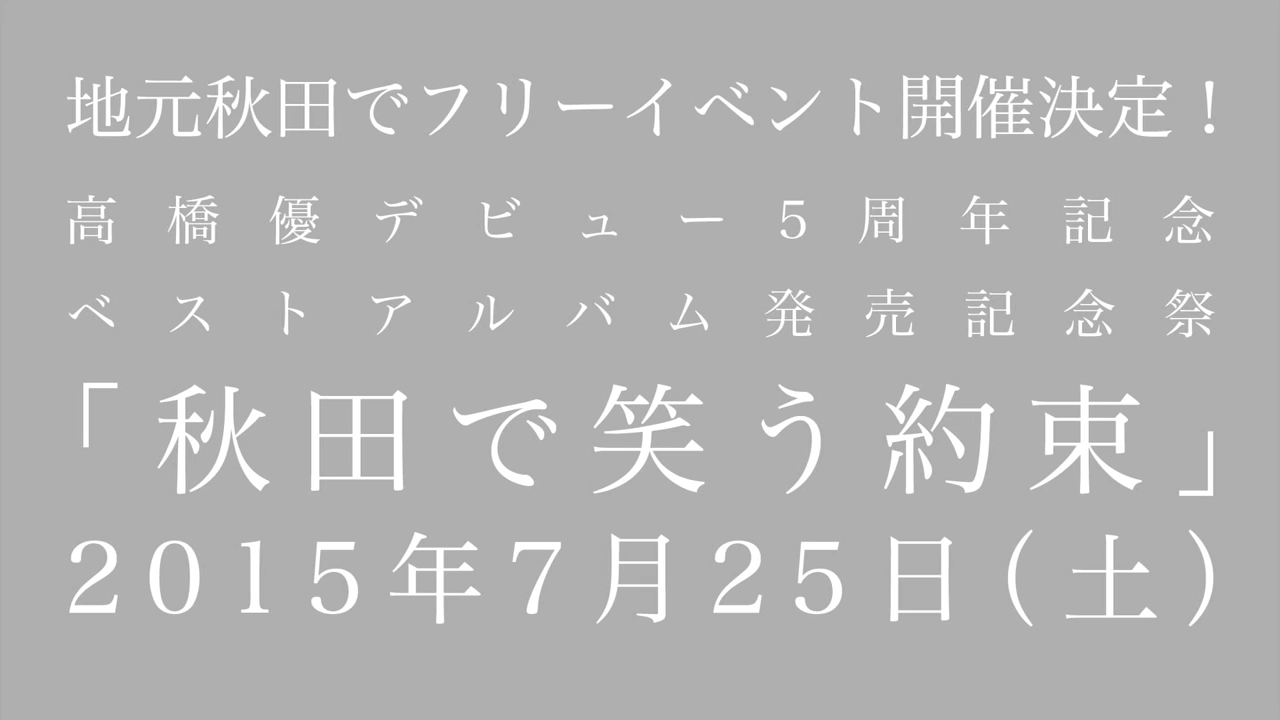 地元秋田でフリーイベント開催決定！
高橋優デビュー5周年記念
ベストアルバム発売記念祭
「秋田で笑う約束」
2015年7月25日(土)